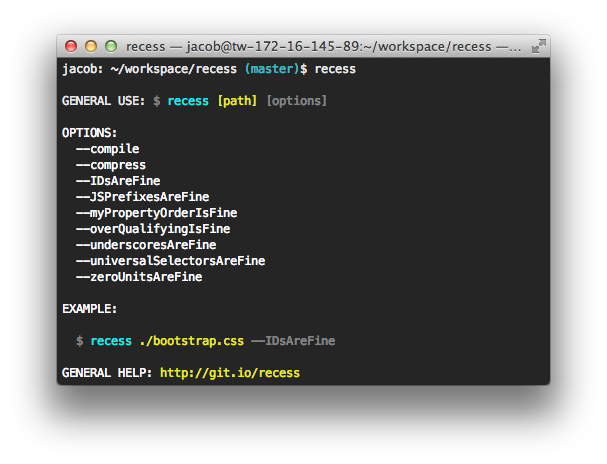 recess — jacob@tw-172-16-145-89:~/workspace/recess —...
jacob: ~/workspace/recess (master)$ recess
GENERAL USE: $ recess [path] [options]
OPTIONS:
--compile
--compress
--IDsAreFine
--JSPrefixesAreFine
--myPropertyOrderIsFine
--overQualifyingIsFine
--underscoresAreFine
--universalSelectorsAreFine
--zeroUnitsAreFine
EXAMPLE:
$ recess ./bootstrap.css --IDsAreFine
GENERAL HELP: http://git.io/recess